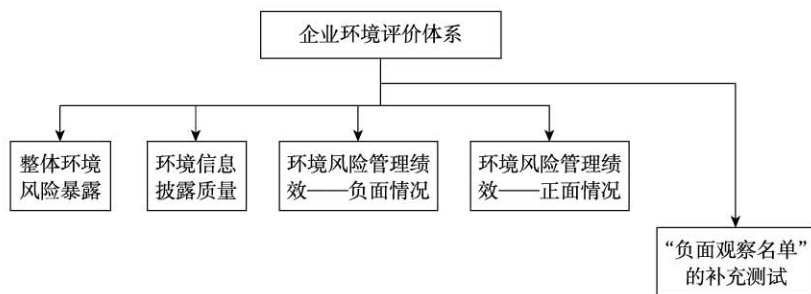 企业环境评价体系
整体环境
风险暴露
环境信息
披露质量
环境风险管理绩
效——负面情况
环境风险管理绩
效——正面情况
“负面观察名单”
的补充测试